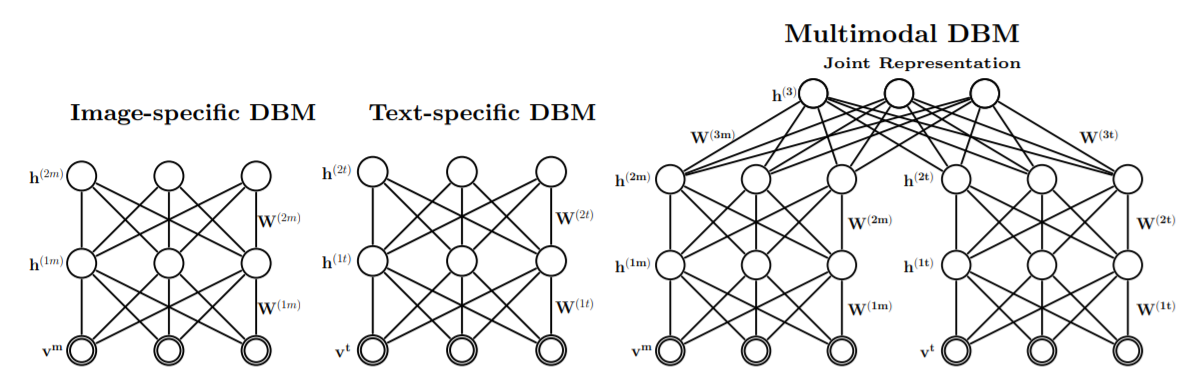 Multimodal DBM
Joint Representation
Image-specific DBM
Text-specific DBM
h(2m)
W(2m)
h(1m)
W(1m)
vm
h(2t)
W(2t)
h(1t)
W(1t)
vt
h(3)
W(3m)
W(3t)
h(2m)
W(2m)
h(1m)
W(1m)
vm
h(2t)
W(2t)
h(1t)
W(1t)
vt